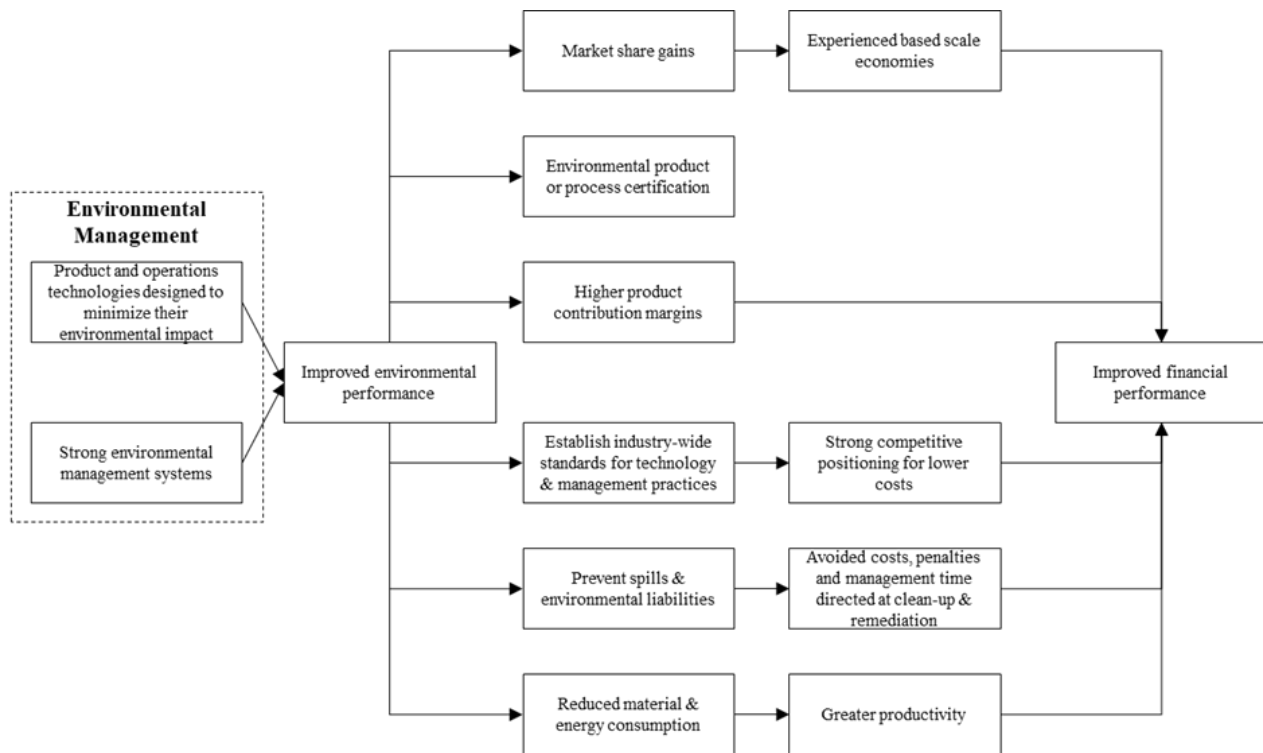 Market share gains
Experienced based scale
economies
Environmental product
or process certification
Environmental
Management
Product and operations
technologies designed to
minimize their
environmental impact
Higher product
contribution margins
Improved environmental
performance
Improved financial
performance
Strong environmental
management systems
Establish industry-wide
standards for technology
& management practices
Strong competitive
positioning for lower
costs
Prevent spills &
environmental liabilities
Avoided costs, penalties
and management time
directed at clean-up &
remediation
Reduced material &
energy consumption
Greater productivity